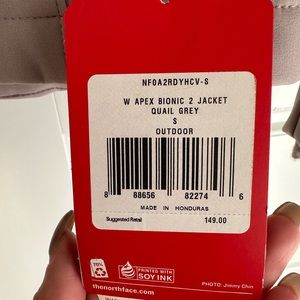 NF0A2RDYHCV-S
W APEX BIONIC 2 JACKET
QUAIL GREY
S
OUTDOOR
8 88656 82274 6
MADE IN HONDURAS
Suggested Retail 149.00
PRINTED WITH
SOY INK
PHOTO: Jimmy Chin
thenorthface.com